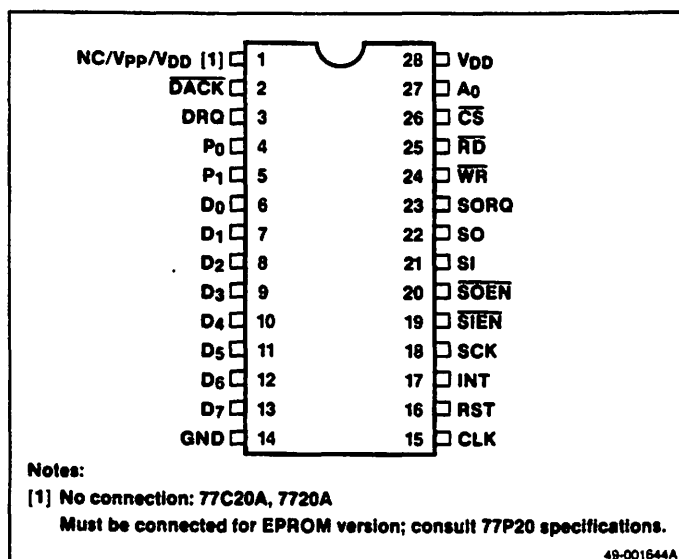 NC/VPP/VDD [1] 1 28 VDD
DACK 2 27 A0
DRQ 3 26 CS
P0 4 25 RD
P1 5 24 WR
D0 6 23 SORQ
D1 7 22 SO
D2 8 21 SI
D3 9 20 SOEN
D4 10 19 SIEN
D5 11 18 SCK
D6 12 17 INT
D7 13 16 RST
GND 14 15 CLK
Notes:
[1] No connection: 77C20A, 7720A
Must be connected for EPROM version; consult 77P20 specifications.
49-001644A